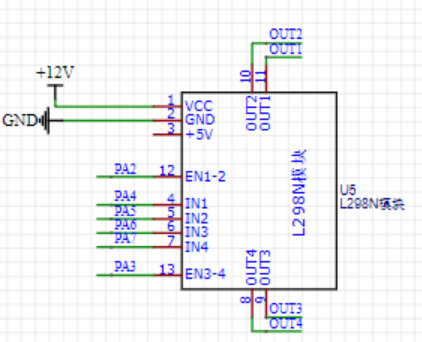 OUT2
OUT1
+12V
10
11
1 VCC
GND 2 GND
3 +5V
OUT2
OUT1
PA2 12 EN1-2
L298N模块
U5
L298N模块
PA4 4 IN1
PA5 5 IN2
PA6 6 IN3
PA7 7 IN4
PA3 13 EN3-4
OUT4
OUT3
8
9
OUT3
OUT4